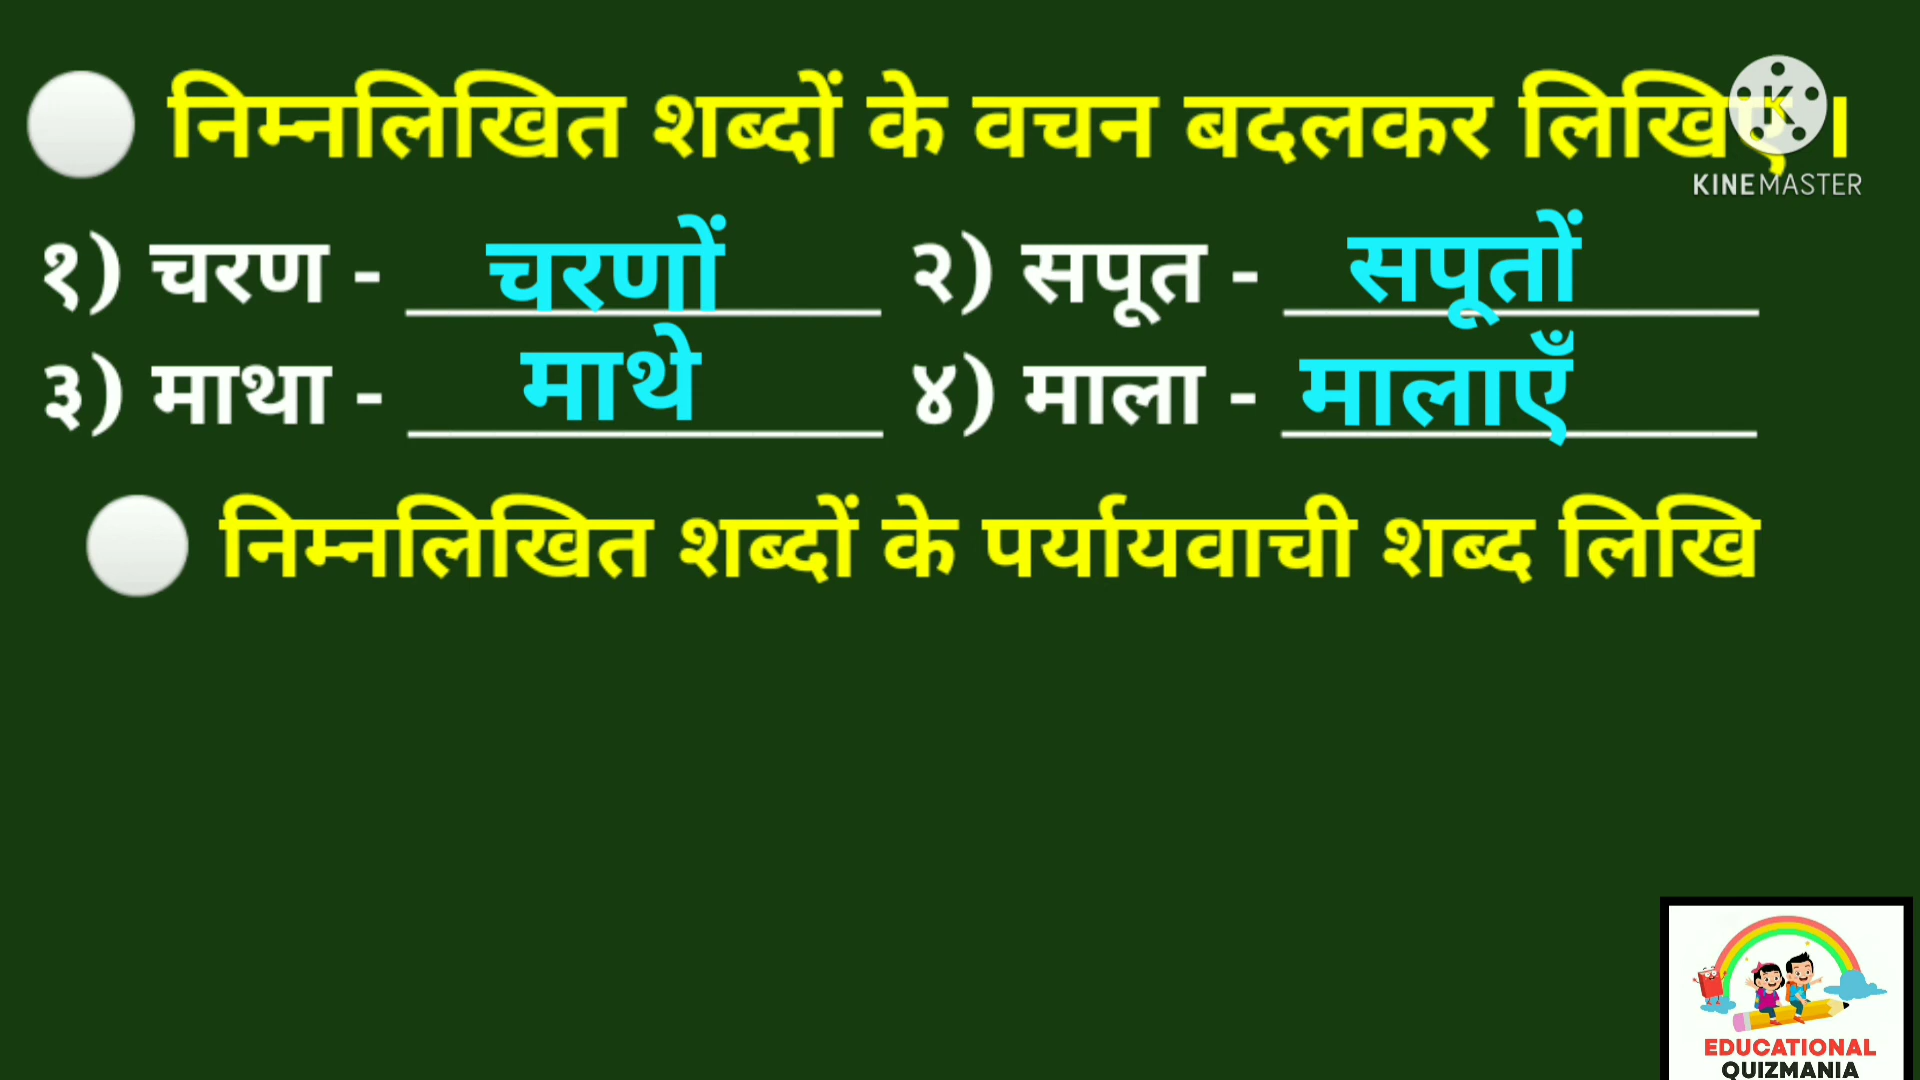 निम्नलिखित शब्दों के वचन बदलकर लिखिए।
KINEMASTER
१) चरण - चरणों २) सपूत - सपूतों
३) माथा - माथे ४) माला - मालाएँ
निम्नलिखित शब्दों के पर्यायवाची शब्द लिखि
EDUCATIONAL
QUIZMANIA